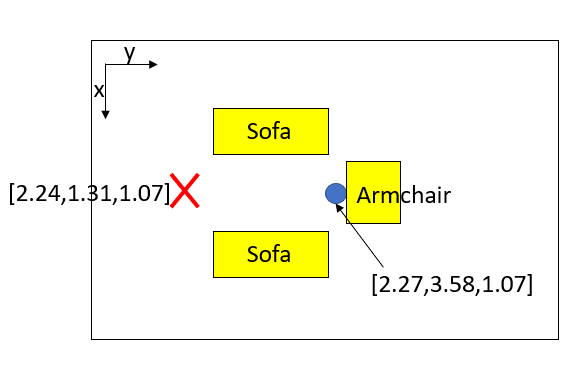 y
x
Sofa
[2.24,1.31,1.07]
Armchair
Sofa
[2.27,3.58,1.07]